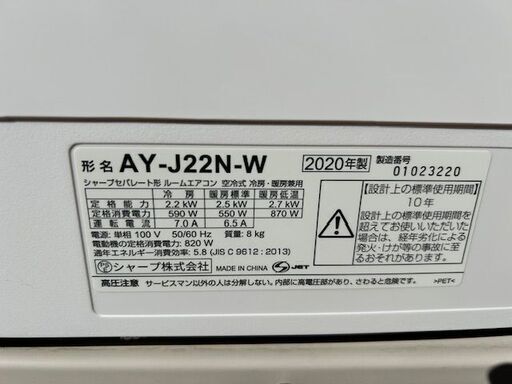 形名 AY-J22N-W 2020年製 製造番号 01023220
シャープセパレート形 ルームエアコン 空冷式 冷房・暖房兼用
冷房 暖房標準 暖房低温
定格能力 2.2 kW 2.5 kW 2.7 kW
定格消費電力 590 W 550 W 870 W
運転電流 7.0 A 6.5 A
電源：単相 100 V 50/60 Hz 質量：8 kg
電動機の定格消費電力：820 W
通年エネルギー消費効率：5.8 (JIS C 9612 : 2013)
シャープ株式会社 MADE IN CHINA S JET
【設計上の標準使用期間】
10年
設計上の標準使用期間を
超えてお使いいただいた
場合は、経年劣化による
発火・けが等の事故に至
るおそれがあります。
高圧注意 サービスマン以外の人は分解しない。内部に高電圧部があり、さわると危険です。 >PET<